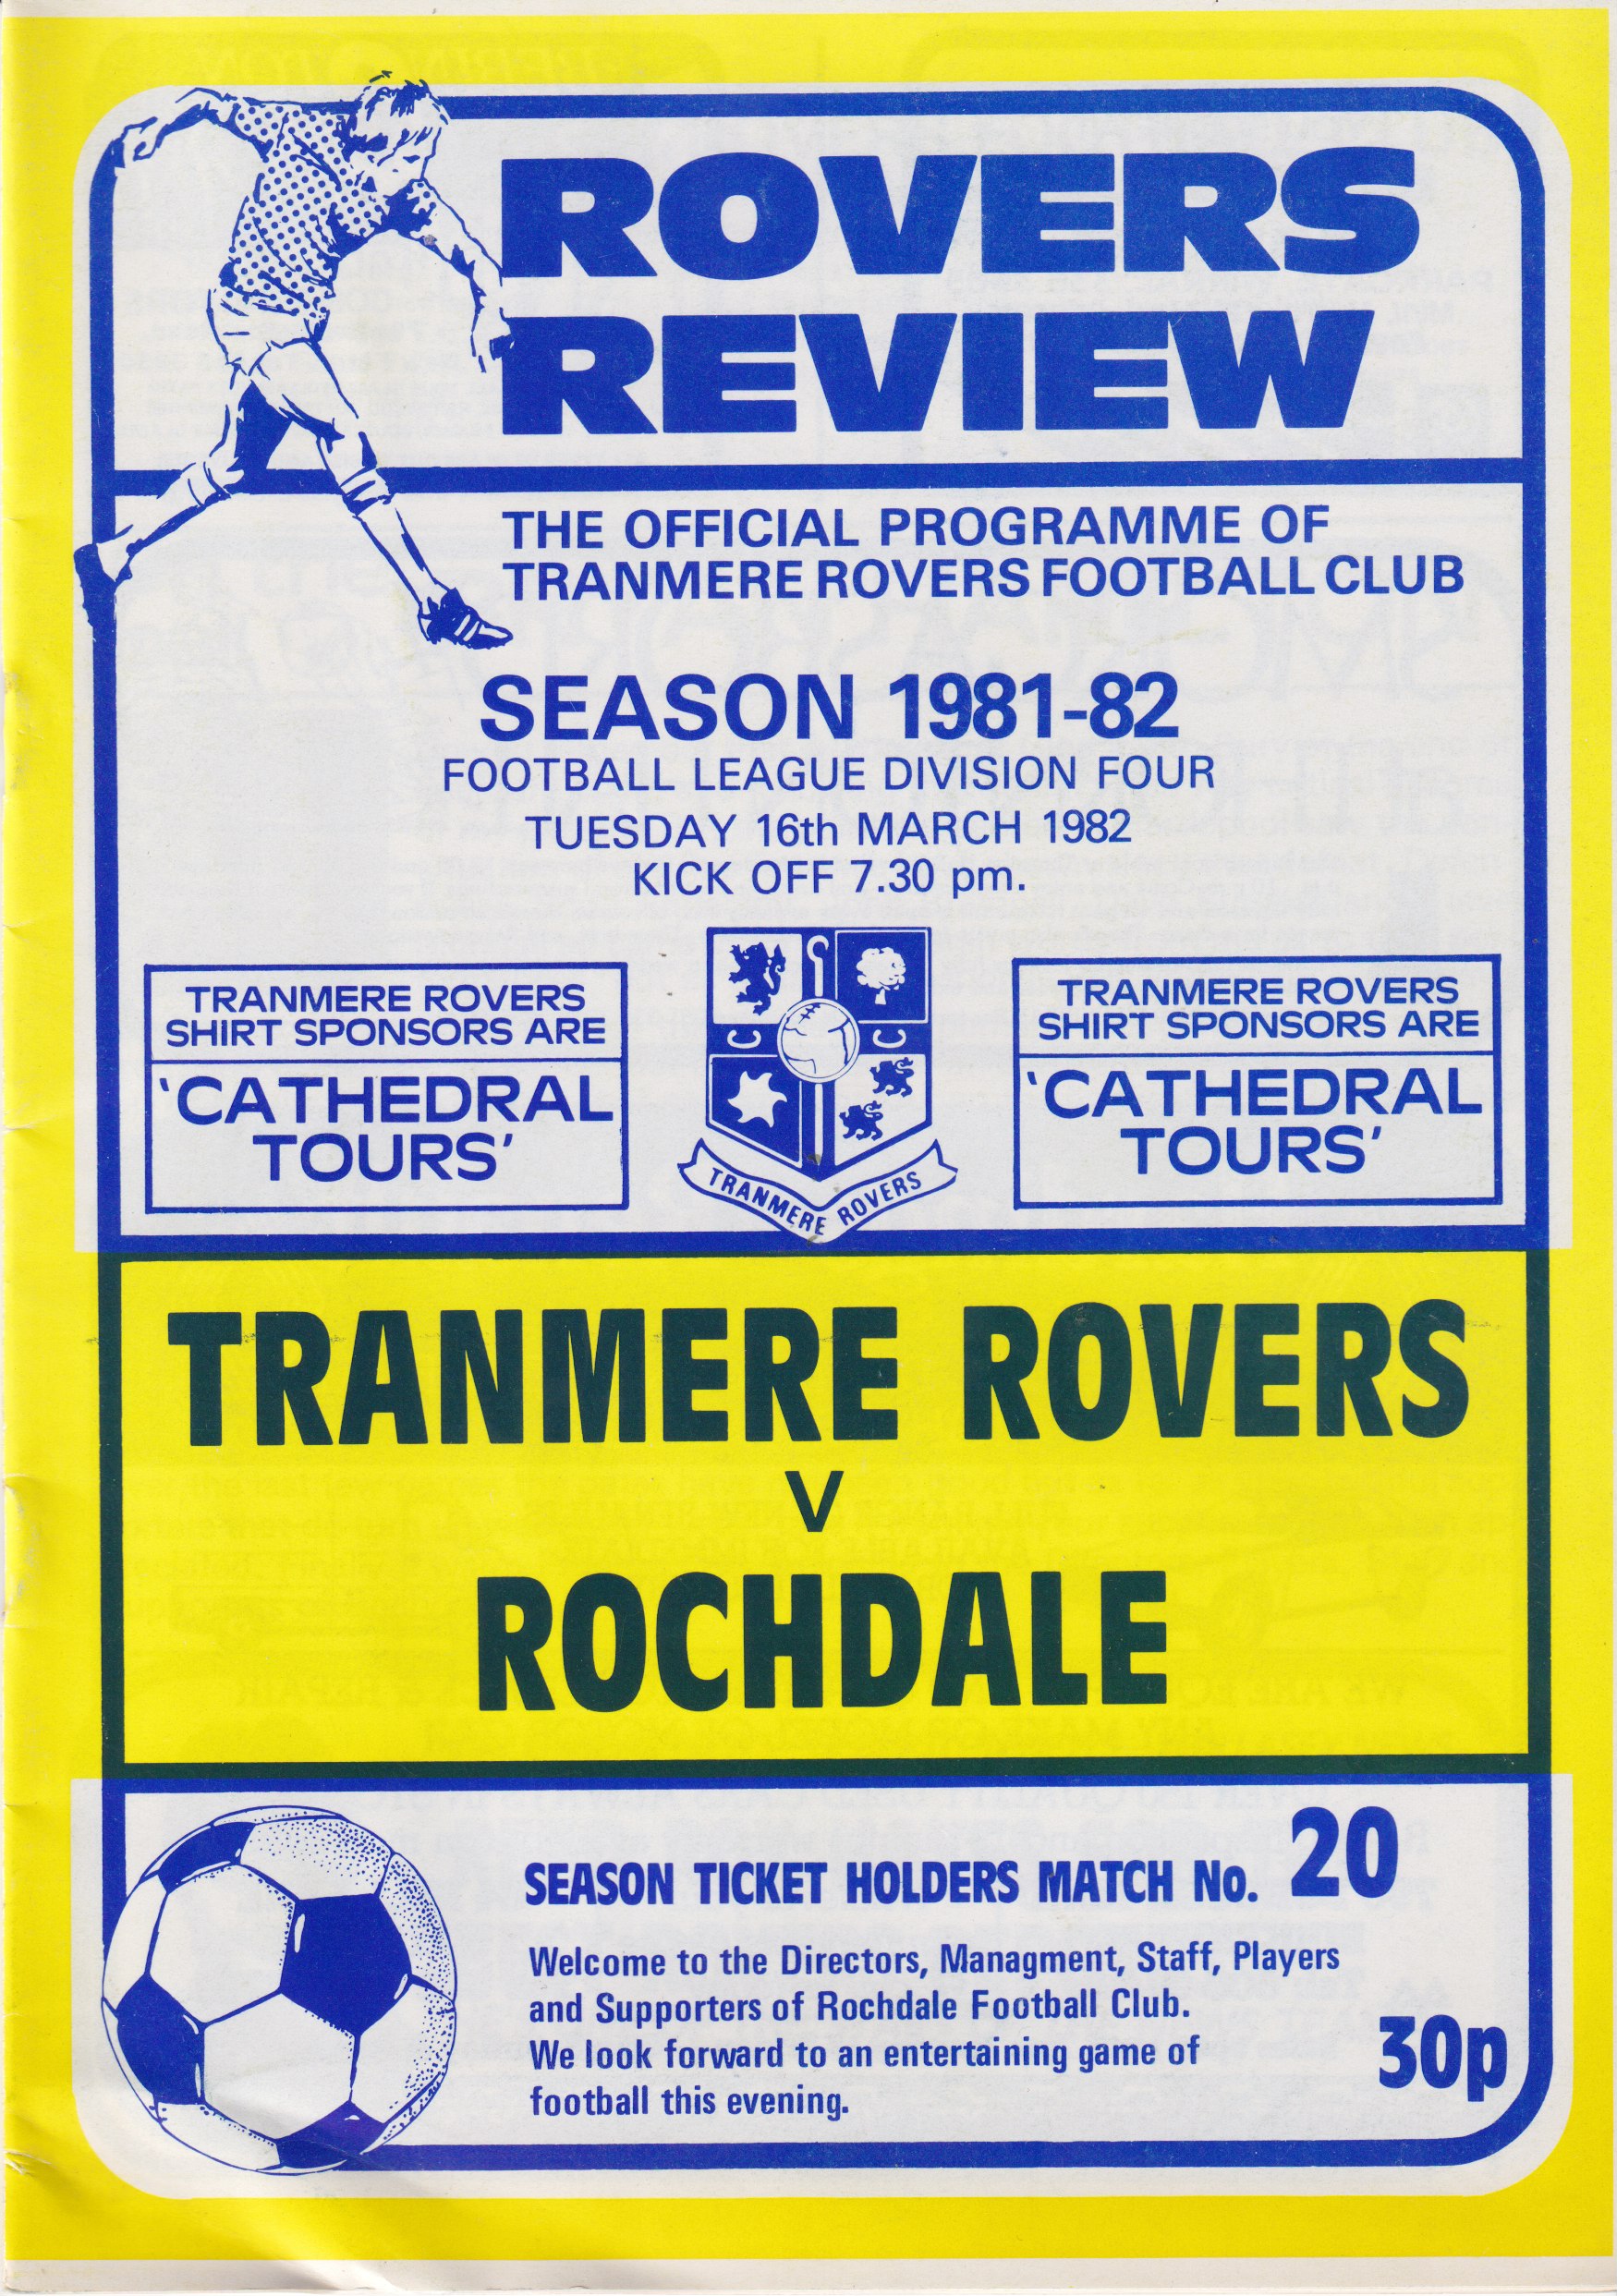 ROVERS
REVIEW
THE OFFICIAL PROGRAMME OF
TRANMERE ROVERS FOOTBALL CLUB
SEASON 1981-82
FOOTBALL LEAGUE DIVISION FOUR
TUESDAY 16th MARCH 1982
KICK OFF 7.30 pm.
TRANMERE ROVERS
SHIRT SPONSORS ARE
'CATHEDRAL
TOURS'
C C
TRANMERE ROVERS
TRANMERE ROVERS
SHIRT SPONSORS ARE
'CATHEDRAL
TOURS'
TRANMERE ROVERS
V
ROCHDALE
SEASON TICKET HOLDERS MATCH No. 20
Welcome to the Directors, Managment, Staff, Players
and Supporters of Rochdale Football Club.
We look forward to an entertaining game of
football this evening.
30p